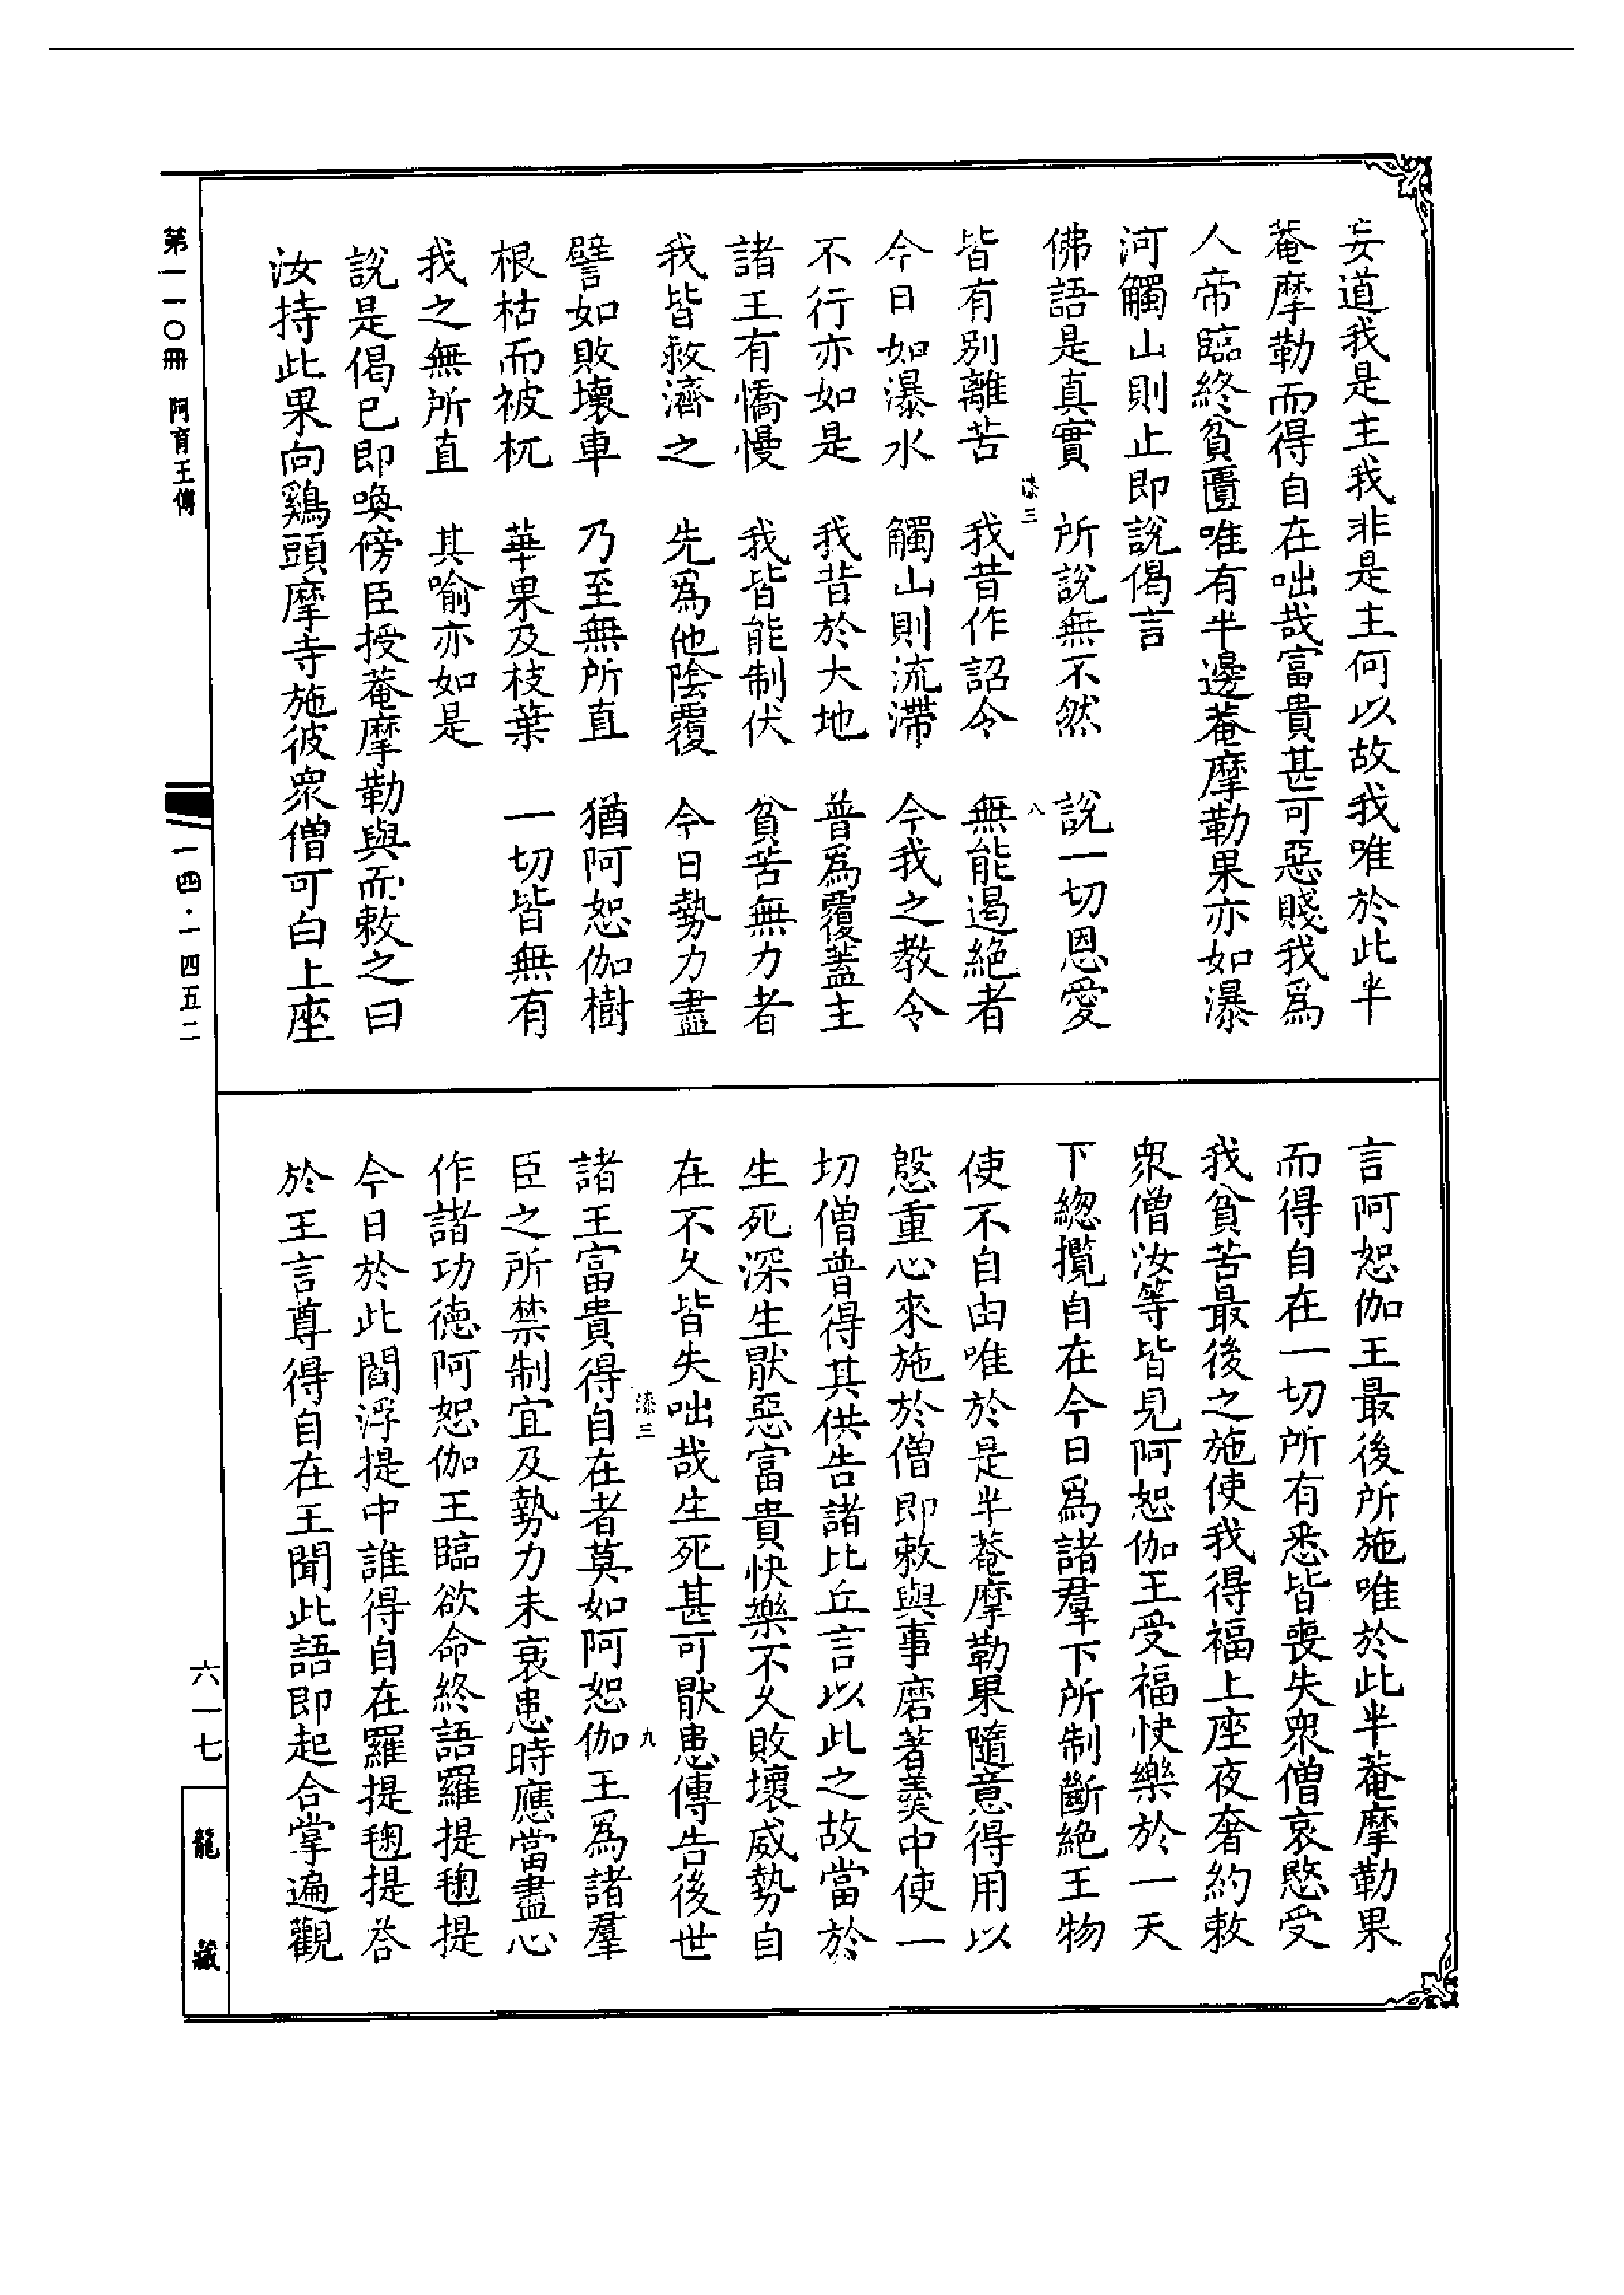 妄道我是主我非是主何以故我唯於此半
菴摩勒而得自在咄哉富貴甚可惡賤我爲
人帝臨終貧匱唯有半邊菴摩勒果亦如瀑
河觸山則止即說偈言
佛語是真實　所說無不然　說一切恩愛
漆三　八
皆有別離苦　我昔作詔令　無能遏絕者
今日如瀑水　觸山則流滯　今我之教令
不行亦如是　我昔於大地　普爲覆蓋主
諸王有憍慢　我皆能制伏　貧苦無力者
我皆救濟之　先爲他陰覆　今日勢力盡
譬如敗壞車　乃至無所直　猶阿恕伽樹
根枯而被杌　華果及枝葉　一切皆無有
我之無所直　其喻亦如是
說是偈已即喚傍臣授菴摩勒與而敕之曰
汝持此果向鷄頭摩寺施彼衆僧可白上座
言阿恕伽王最後所施唯於此半菴摩勒果
而得自在一切所有悉皆喪失衆僧哀愍受
我貧苦最後之施使我得福上座夜奢約敕
衆僧汝等皆見阿恕伽王受福快樂於一天
下總攬自在今日爲諸羣下所制斷絕王物
使不自由唯於是半菴摩勒果隨意得用以
慇重心來施於僧即敕與事磨著羹中使一
切僧普得其供告諸比丘言以此之故當於
生死深生猒惡富貴快樂不久敗壞威勢自
在不久皆失咄哉生死甚可猒患傳告後世
漆三　九
諸王富貴得自在者莫如阿恕伽王爲諸羣
臣之所禁制宜及勢力未衰患時應當盡心
作諸功德阿恕伽王臨欲命終語羅提毱提
今日於此閻浮提中誰得自在羅提毱提荅
於王言尊得自在王聞此語即起合掌遍觀
第一一〇冊　阿育王傳
一四·一四五二
六一七
龍藏